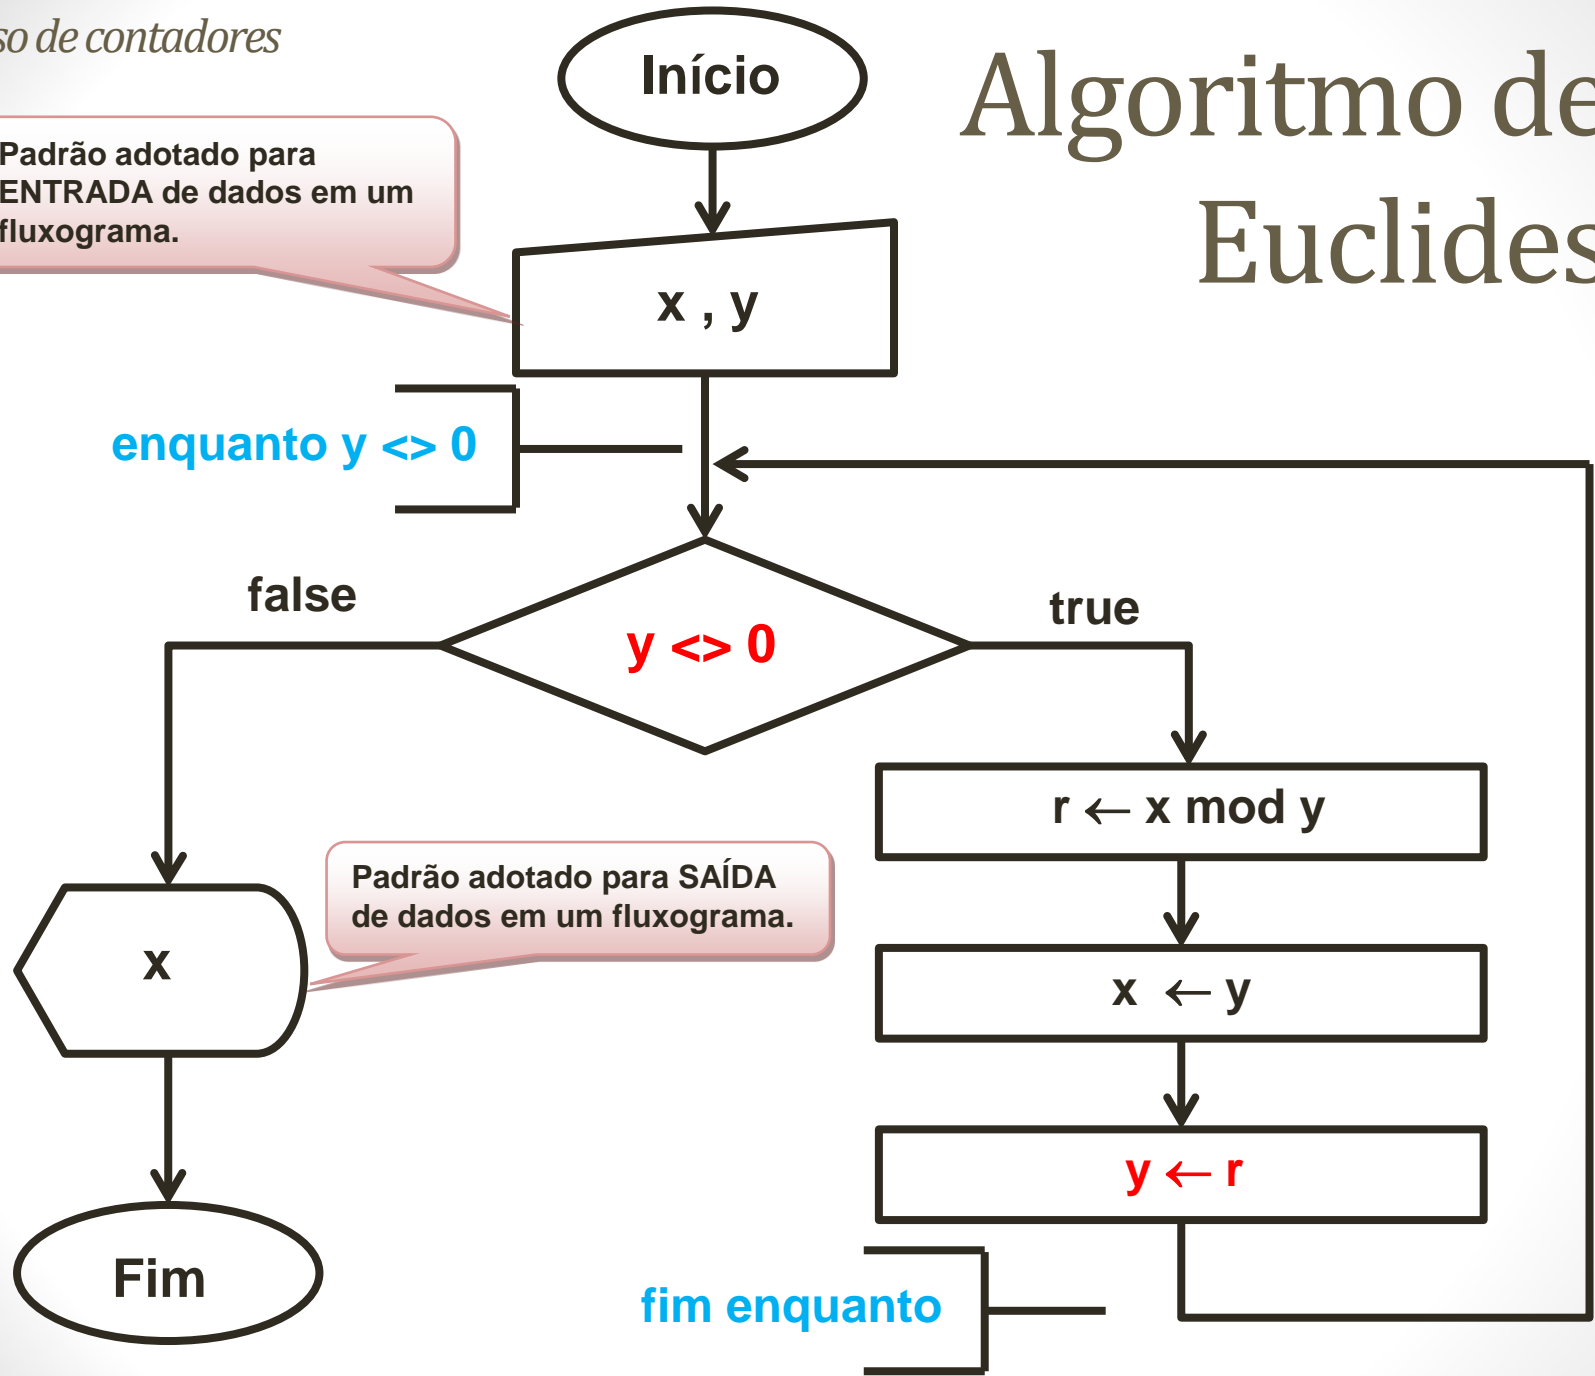 so de contadores
Algoritmo de
Euclides
Início
Padrão adotado para
ENTRADA de dados em um
fluxograma.
x , y
enquanto y <> 0
false
y <> 0
true
r ← x mod y
Padrão adotado para SAÍDA
de dados em um fluxograma.
x
x ← y
y ← r
Fim
fim enquanto